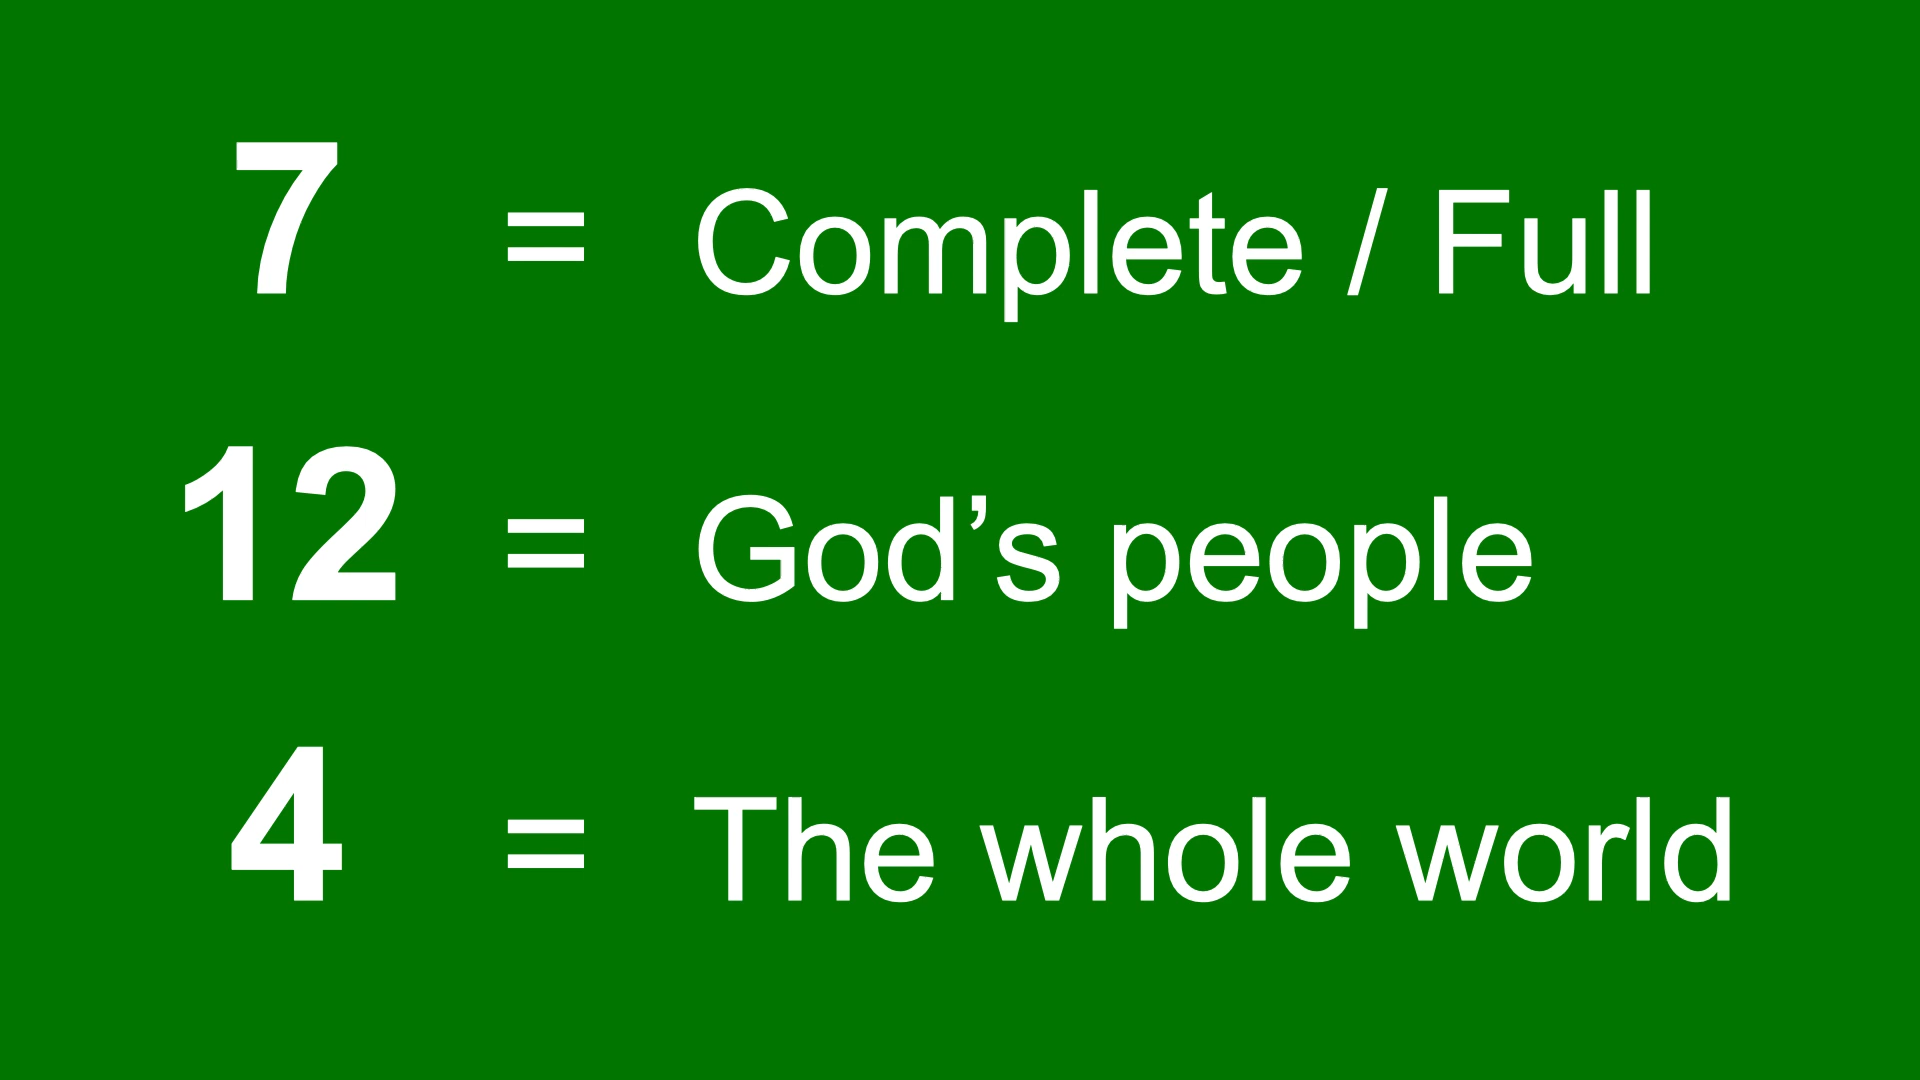 7 = Complete / Full
12 = God’s people
4 = The whole world